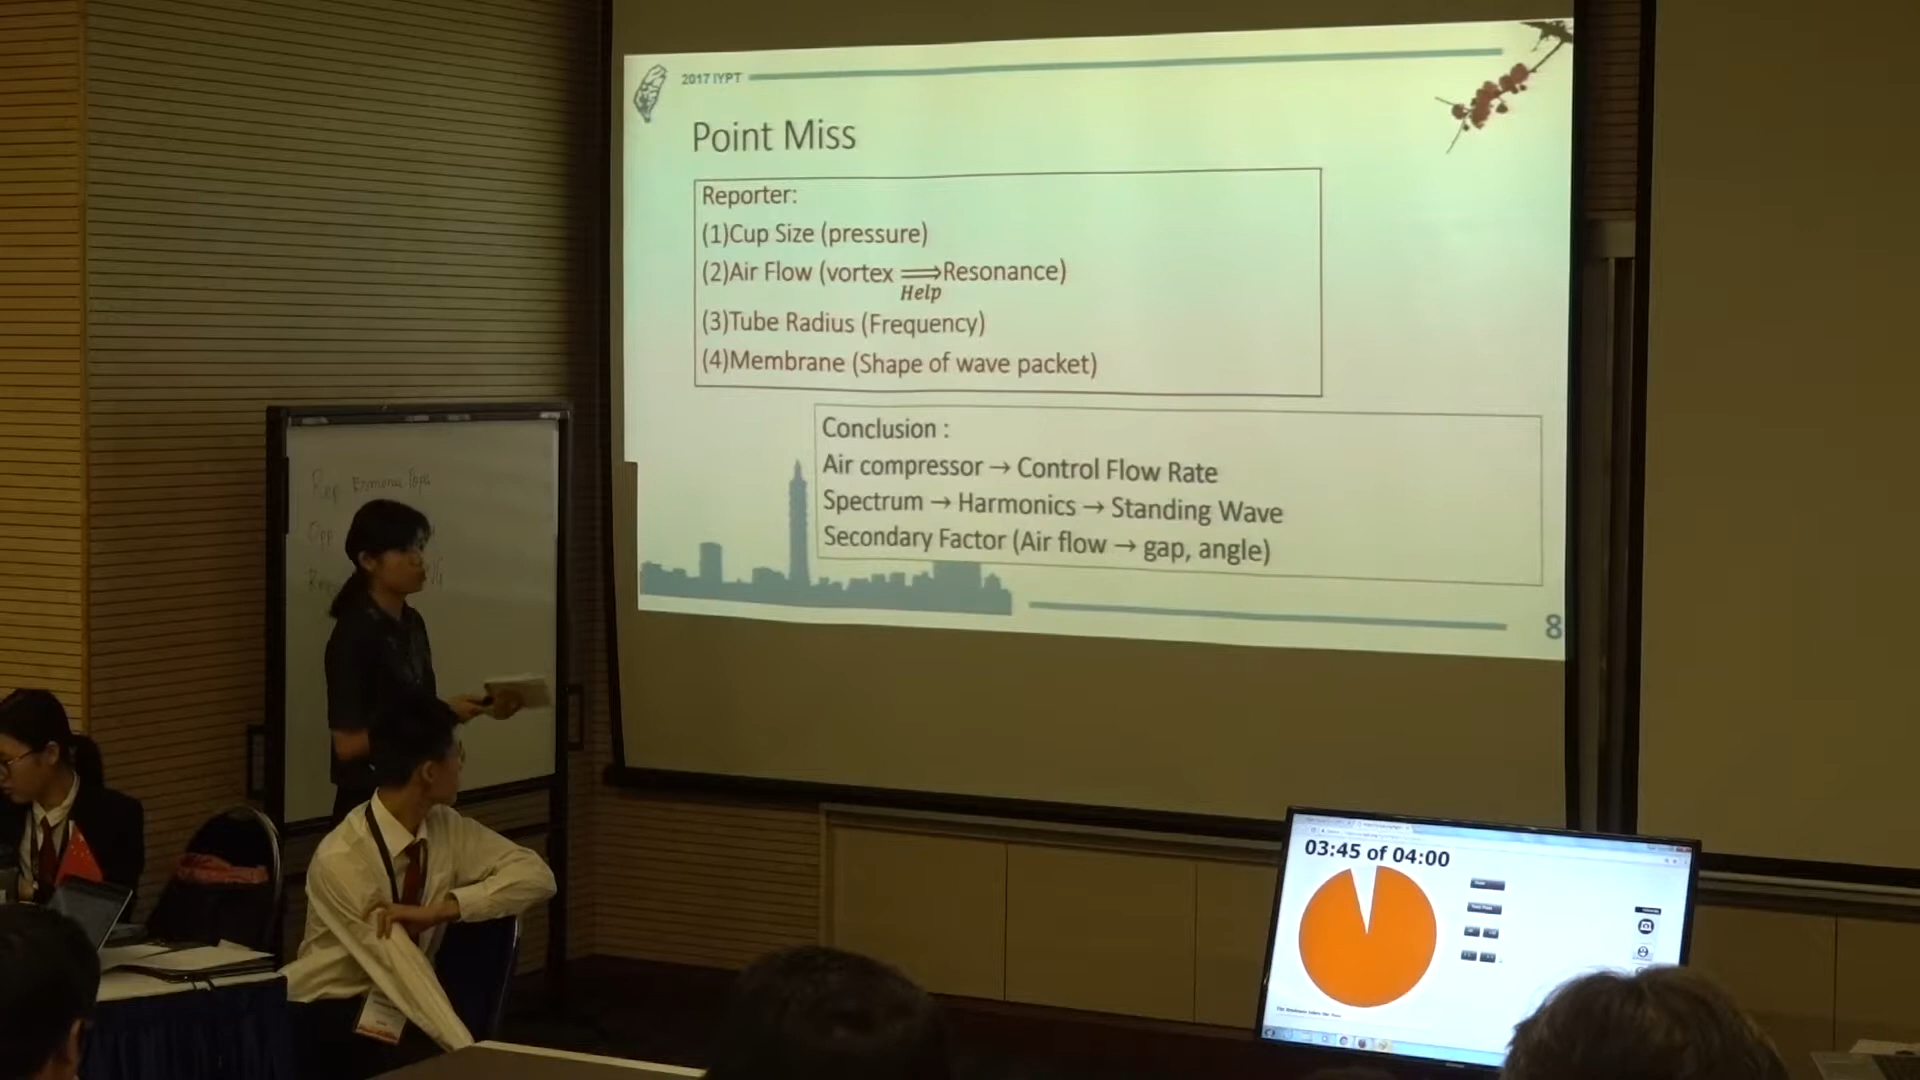 2017 IYPT
Point Miss
Reporter:
(1)Cup Size (pressure)
(2)Air Flow (vortex ⟹ Resonance)
Help
(3)Tube Radius (Frequency)
(4)Membrane (Shape of wave packet)
Conclusion :
Air compressor → Control Flow Rate
Spectrum → Harmonics → Standing Wave
Secondary Factor (Air flow → gap, angle)
8
Rep
Opp
03:45 of 04:00